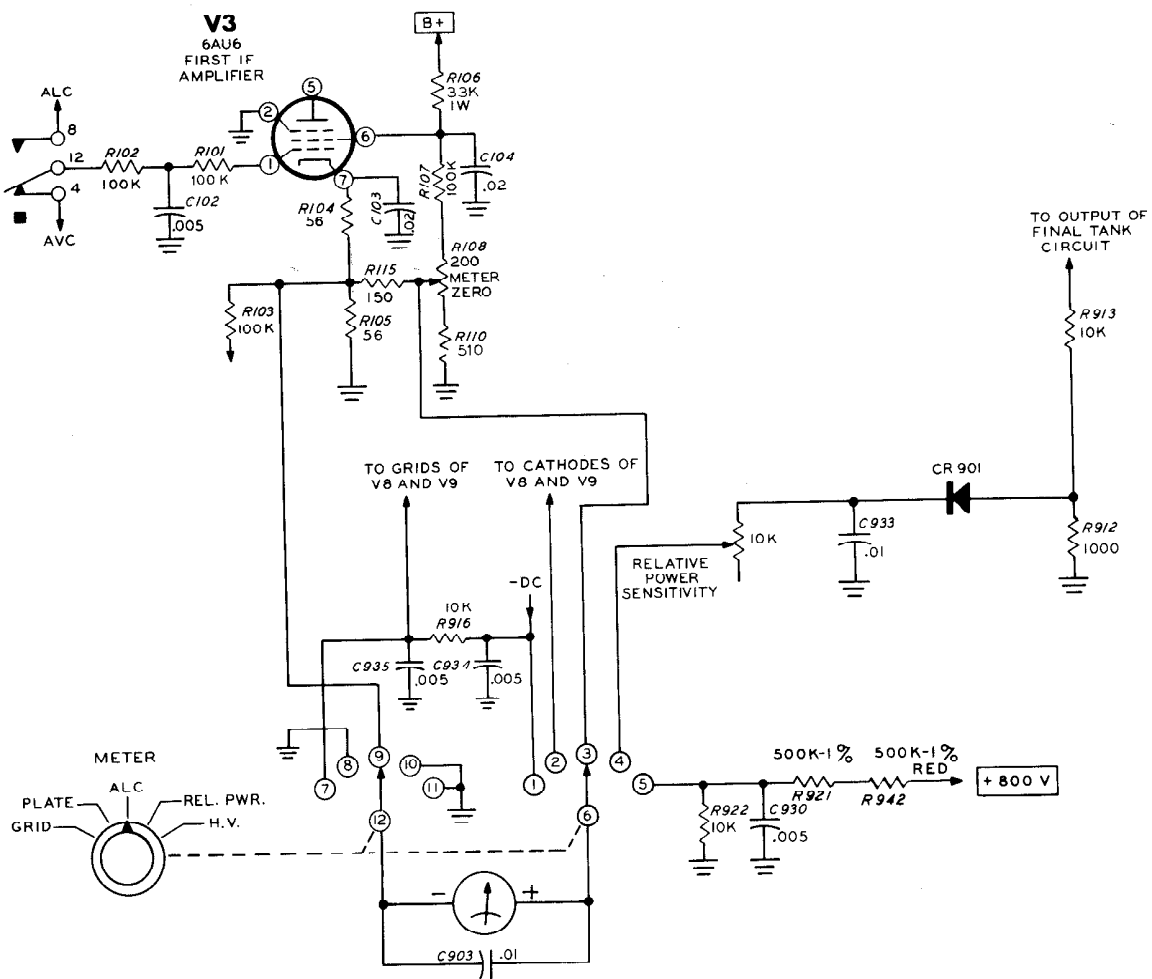 V3
6AU6
FIRST IF
AMPLIFIER
B+
R106
33K
1W
ALC
8
12
4
AVC
R102
100K
R101
100K
C102
.005
5
2
6
1
7
R104
56
C103
.02
R107
100K
C104
.02
R108
200
METER
ZERO
R115
150
R103
100K
R105
56
R110
510
TO OUTPUT OF
FINAL TANK
CIRCUIT
R913
10K
TO GRIDS OF
V8 AND V9
TO CATHODES OF
V8 AND V9
CR 901
10K
C933
.01
R912
1000
RELATIVE
POWER
SENSITIVITY
-DC
10K
R916
C935
.005
C934
.005
METER
ALC
PLATE
REL. PWR.
GRID
H.V.
7
8
9
10
11
12
1
2
3
4
5
6
500K-1%
R921
500K-1%
RED
R942
+800 V
R922
10K
C930
.005
- +
C903
.01